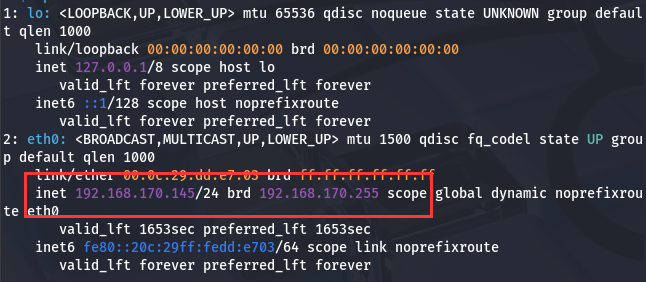 1: lo: <LOOPBACK,UP,LOWER_UP> mtu 65536 qdisc noqueue state UNKNOWN group defaul
t qlen 1000
link/loopback 00:00:00:00:00:00 brd 00:00:00:00:00:00
inet 127.0.0.1/8 scope host lo
valid_lft forever preferred_lft forever
inet6 ::1/128 scope host noprefixroute
valid_lft forever preferred_lft forever
2: eth0: <BROADCAST,MULTICAST,UP,LOWER_UP> mtu 1500 qdisc fq_codel state UP grou
p default qlen 1000
link/ether 00:0c:29:dd:e7:03 brd ff:ff:ff:ff:ff:ff
inet 192.168.170.145/24 brd 192.168.170.255 scope global dynamic noprefixrou
te eth0
valid_lft 1653sec preferred_lft 1653sec
inet6 fe80::20c:29ff:fedd:e703/64 scope link noprefixroute
valid_lft forever preferred_lft forever